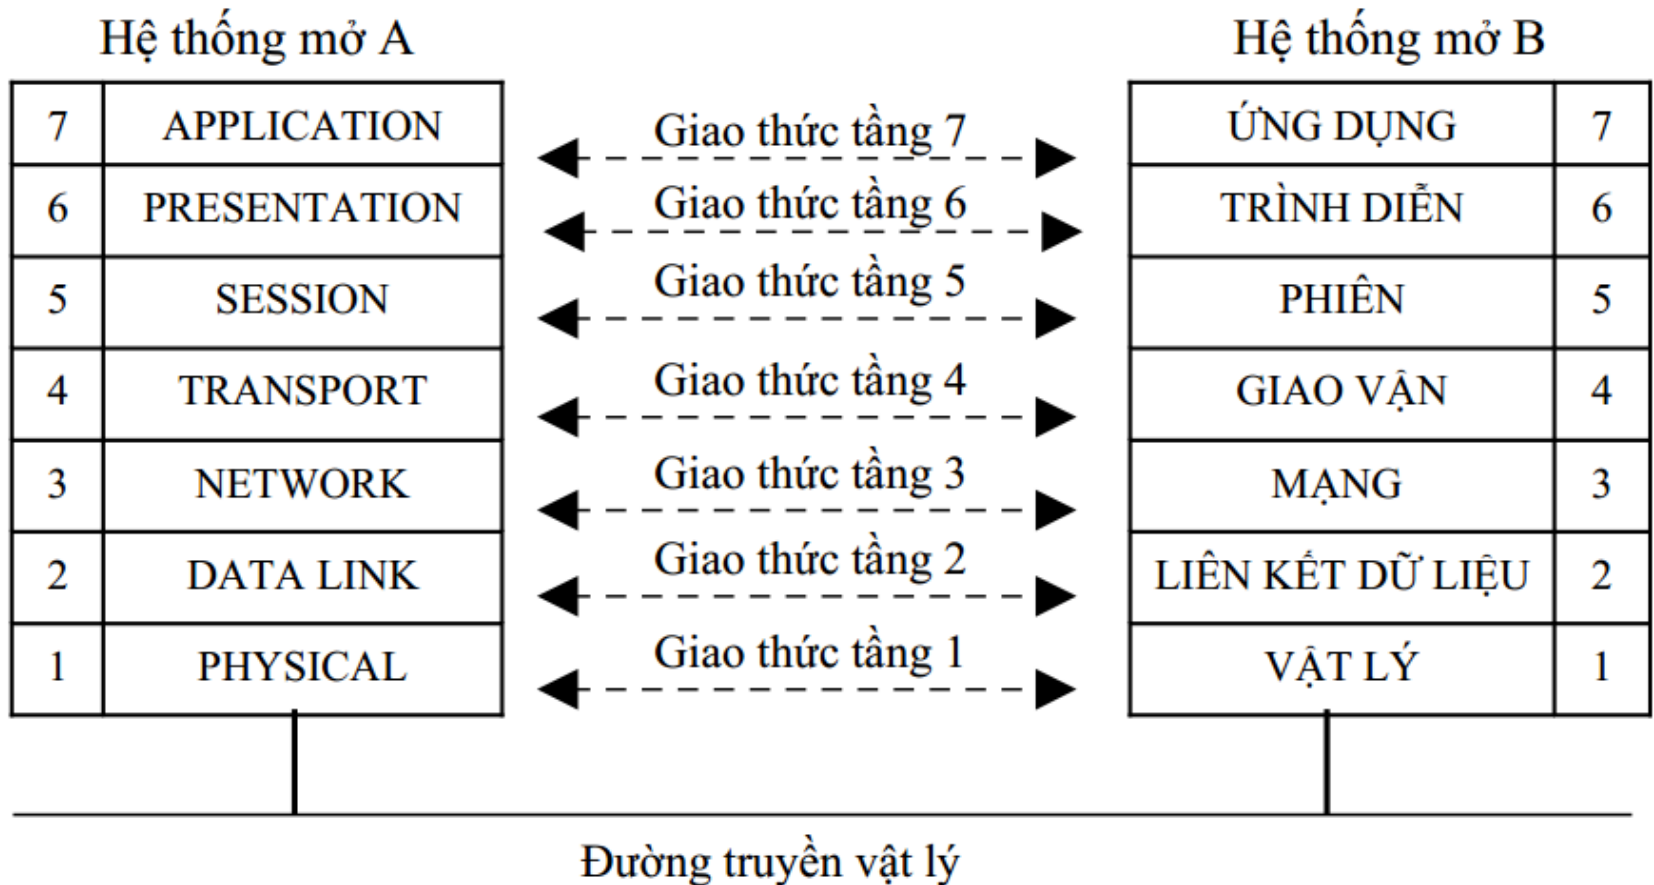 Hệ thống mở A
Hệ thống mở B
7 APPLICATION Giao thức tầng 7 ỨNG DỤNG 7
6 PRESENTATION Giao thức tầng 6 TRÌNH DIỄN 6
5 SESSION Giao thức tầng 5 PHIÊN 5
4 TRANSPORT Giao thức tầng 4 GIAO VẬN 4
3 NETWORK Giao thức tầng 3 MẠNG 3
2 DATA LINK Giao thức tầng 2 LIÊN KẾT DỮ LIỆU 2
1 PHYSICAL Giao thức tầng 1 VẬT LÝ 1
Đường truyền vật lý